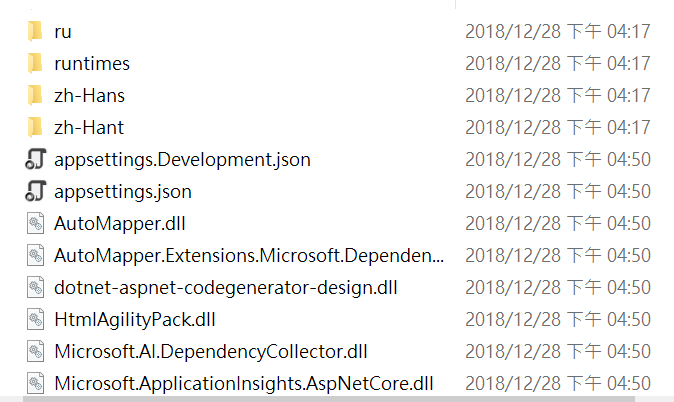 ru 2018/12/28 下午 04:17
runtimes 2018/12/28 下午 04:17
zh-Hans 2018/12/28 下午 04:17
zh-Hant 2018/12/28 下午 04:17
appsettings.Development.json 2018/12/28 下午 04:50
appsettings.json 2018/12/28 下午 04:50
AutoMapper.dll 2018/12/28 下午 04:50
AutoMapper.Extensions.Microsoft.Dependen... 2018/12/28 下午 04:50
dotnet-aspnet-codegenerator-design.dll 2018/12/28 下午 04:50
HtmlAgilityPack.dll 2018/12/28 下午 04:50
Microsoft.AI.DependencyCollector.dll 2018/12/28 下午 04:50
Microsoft.ApplicationInsights.AspNetCore.dll 2018/12/28 下午 04:50